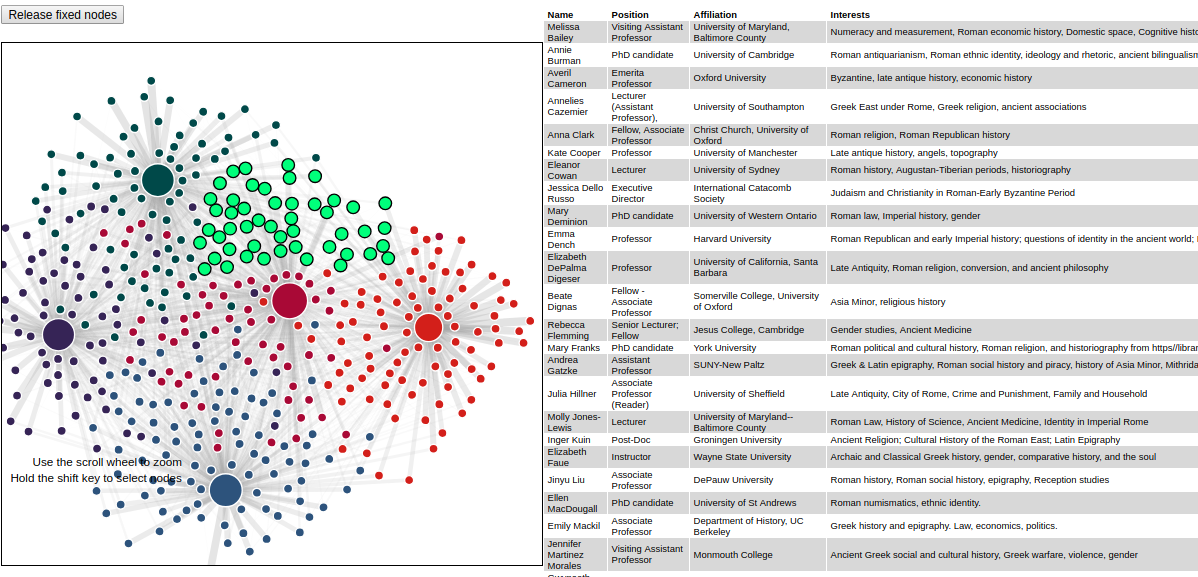 Release fixed nodes
Use the scroll wheel to zoom
Hold the shift key to select nodes
Name Position Affiliation Interests
Melissa Bailey Visiting Assistant Professor University of Maryland, Baltimore County Numeracy and measurement, Roman economic history, Domestic space, Cognitive hist
Annie Burman PhD candidate University of Cambridge Roman antiquarianism, Roman ethnic identity, ideology and rhetoric, ancient bilingualism
Averil Cameron Emerita Professor Oxford University Byzantine, late antique history, economic history
Annelies Cazemier Lecturer (Assistant Professor), University of Southampton Greek East under Rome, Greek religion, ancient associations
Anna Clark Fellow, Associate Professor Christ Church, University of Oxford Roman religion, Roman Republican history
Kate Cooper Professor University of Manchester Late antique history, angels, topography
Eleanor Cowan Lecturer University of Sydney Roman history, Augustan-Tiberian periods, historiography
Jessica Dello Russo Executive Director International Catacomb Society Judaism and Christianity in Roman-Early Byzantine Period
Mary Deminion PhD candidate University of Western Ontario Roman law, Imperial history, gender
Emma Dench Professor Harvard University Roman Republican and early Imperial history; questions of identity in the ancient world;
Elizabeth DePalma Digeser Professor University of California, Santa Barbara Late Antiquity, Roman religion, conversion, and ancient philosophy
Beate Dignas Fellow - Associate Professor Somerville College, University of Oxford Asia Minor, religious history
Rebecca Flemming Senior Lecturer; Fellow Jesus College, Cambridge Gender studies, Ancient Medicine
Mary Franks PhD candidate York University Roman political and cultural history, Roman religion, and historiography from https//librar
Andrea Gatzke Assistant Professor SUNY-New Paltz Greek & Latin epigraphy, Roman social history and piracy, history of Asia Minor, Mithrida
Julia Hillner Associate Professor (Reader) University of Sheffield Late Antiquity, City of Rome, Crime and Punishment, Family and Household
Molly Jones-Lewis Lecturer University of Maryland--Baltimore County Roman Law, History of Science, Ancient Medicine, Identity in Imperial Rome
Inger Kuin Post-Doc Groningen University Ancient Religion; Cultural History of the Roman East; Latin Epigraphy
Elizabeth Faue Instructor Wayne State University Archaic and Classical Greek history, gender, comparative history, and the soul
Jinyu Liu Associate Professor DePauw University Roman history, Roman social history, epigraphy, Reception studies
Ellen MacDougall PhD candidate University of St Andrews Roman numismatics, ethnic identity.
Emily Mackil Associate Professor Department of History, UC Berkeley Greek history and epigraphy. Law, economics, politics.
Jennifer Martinez Morales Visiting Assistant Professor Monmouth College Ancient Greek social and cultural history, Greek warfare, violence, gender